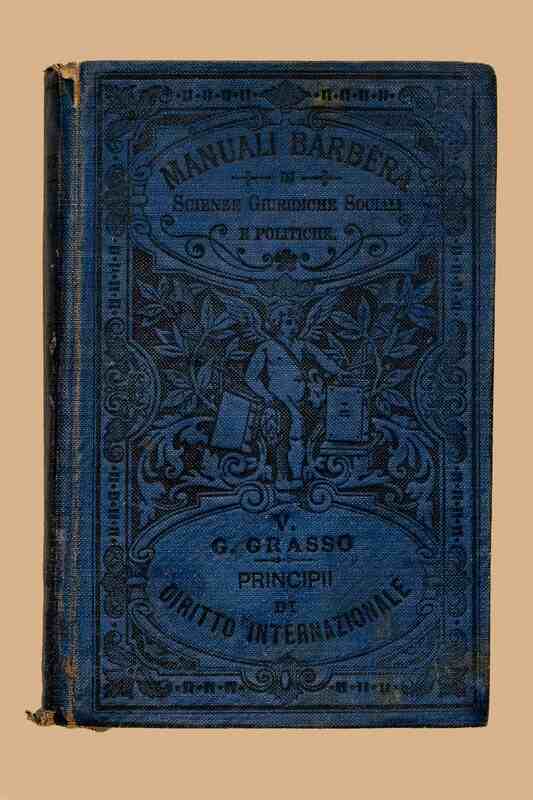 MANUALI BARBÈRA
DI
SCIENZE GIURIDICHE SOCIALI
E POLITICHE.
V.
G. GRASSO
PRINCIPII
DI
DIRITTO INTERNAZIONALE